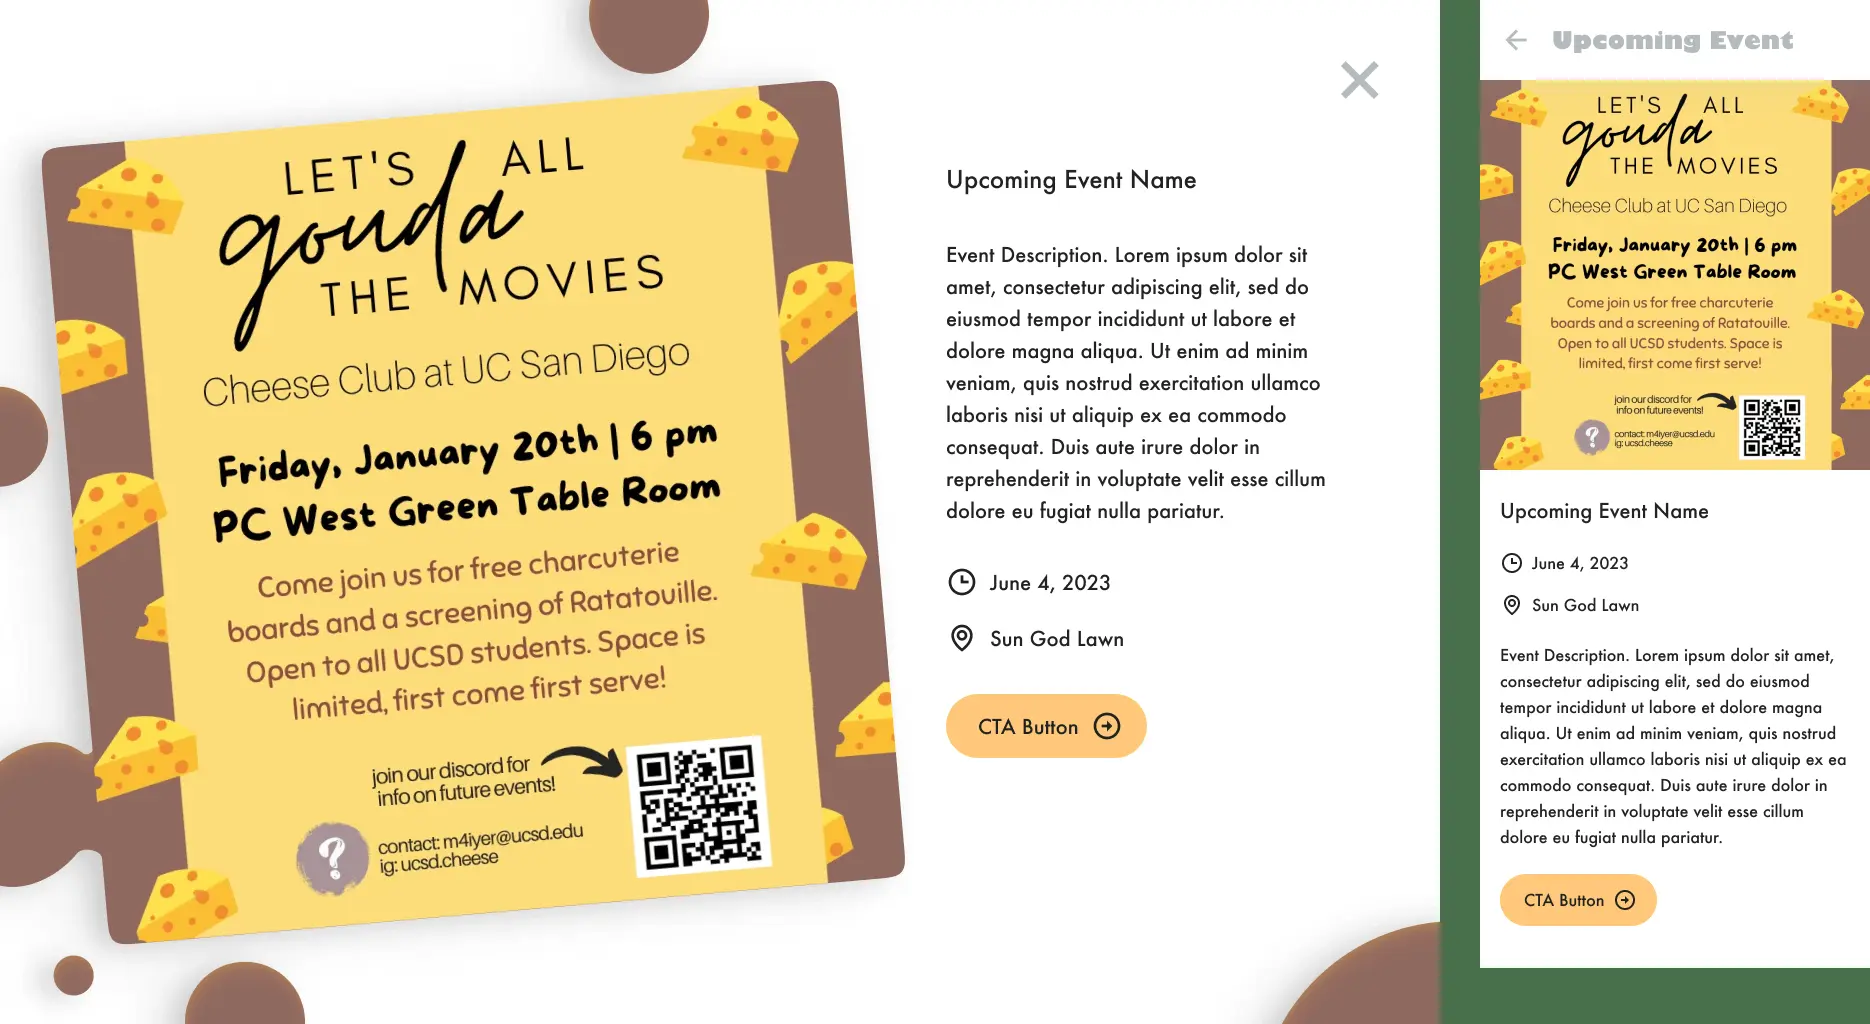 LET'S ALL
gouda
THE MOVIES
Cheese Club at UC San Diego
Friday, January 20th | 6 pm
PC West Green Table Room
Come join us for free charcuterie
boards and a screening of Ratatouille.
Open to all UCSD students. Space is
limited, first come first serve!
join our discord for
info on future events!
?
contact: m4iyer@ucsd.edu
ig: ucsd.cheese
Upcoming Event Name
Event Description. Lorem ipsum dolor sit
amet, consectetur adipiscing elit, sed do
eiusmod tempor incididunt ut labore et
dolore magna aliqua. Ut enim ad minim
veniam, quis nostrud exercitation ullamco
laboris nisi ut aliquip ex ea commodo
consequat. Duis aute irure dolor in
reprehenderit in voluptate velit esse cillum
dolore eu fugiat nulla pariatur.
June 4, 2023
Sun God Lawn
CTA Button
Upcoming Event
LET'S ALL
gouda
THE MOVIES
Cheese Club at UC San Diego
Friday, January 20th | 6 pm
PC West Green Table Room
Come join us for free charcuterie
boards and a screening of Ratatouille.
Open to all UCSD students. Space is
limited, first come first serve!
join our discord for
info on future events!
?
contact: m4iyer@ucsd.edu
ig: ucsd.cheese
Upcoming Event Name
June 4, 2023
Sun God Lawn
Event Description. Lorem ipsum dolor sit amet,
consectetur adipiscing elit, sed do eiusmod
tempor incididunt ut labore et dolore magna
aliqua. Ut enim ad minim veniam, quis nostrud
exercitation ullamco laboris nisi ut aliquip ex ea
commodo consequat. Duis aute irure dolor in
reprehenderit in voluptate velit esse cillum
dolore eu fugiat nulla pariatur.
CTA Button